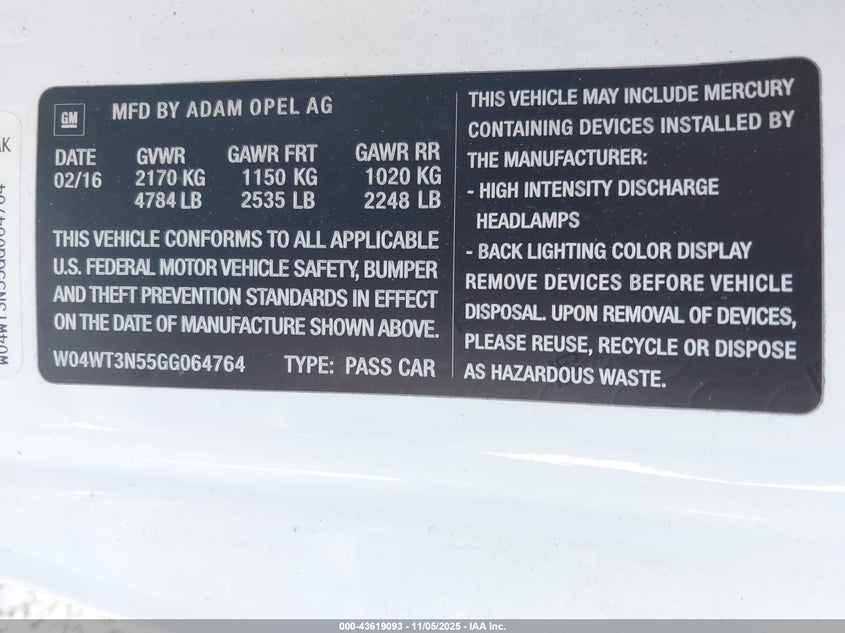 GM
MFD BY ADAM OPEL AG
DATE GVWR GAWR FRT GAWR RR
02/16 2170 KG 1150 KG 1020 KG
4784 LB 2535 LB 2248 LB
THIS VEHICLE CONFORMS TO ALL APPLICABLE
U.S. FEDERAL MOTOR VEHICLE SAFETY, BUMPER
AND THEFT PREVENTION STANDARDS IN EFFECT
ON THE DATE OF MANUFACTURE SHOWN ABOVE.
W04WT3N55GG064764 TYPE: PASS CAR
THIS VEHICLE MAY INCLUDE MERCURY
CONTAINING DEVICES INSTALLED BY
THE MANUFACTURER:
- HIGH INTENSITY DISCHARGE
HEADLAMPS
- BACK LIGHTING COLOR DISPLAY
REMOVE DEVICES BEFORE VEHICLE
DISPOSAL. UPON REMOVAL OF DEVICES,
PLEASE REUSE, RECYCLE OR DISPOSE
AS HAZARDOUS WASTE.
W04WT3N55GG064764
000-43619093 - 11/05/2025 - IAA Inc.